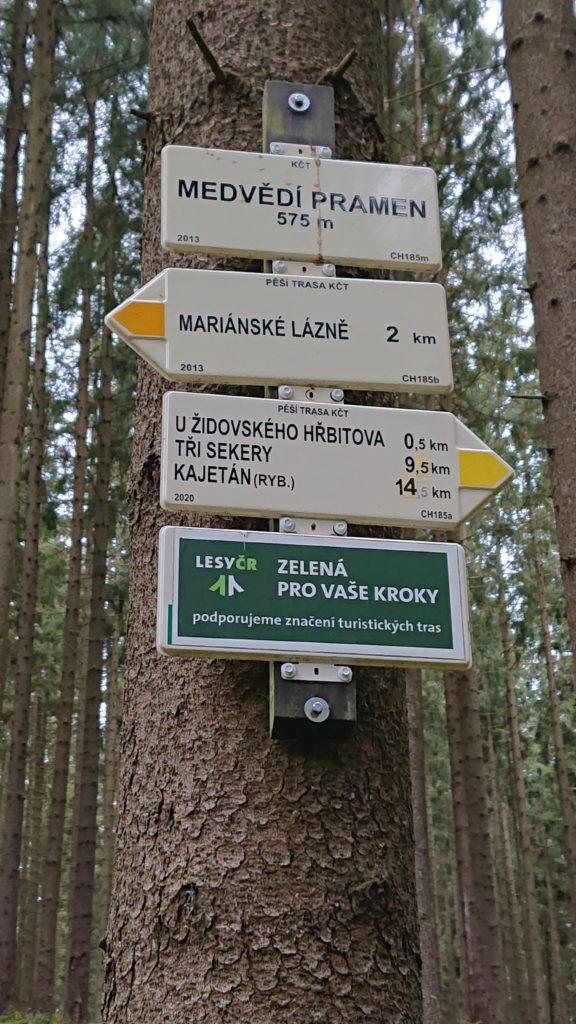 KČT
MEDVĚDÍ PRAMEN
575 m
2013 CH185m
PĚŠÍ TRASA KČT
MARIÁNSKÉ LÁZNĚ 2 km
2013 CH185b
PĚŠÍ TRASA KČT
U ŽIDOVSKÉHO HŘBITOVA 0,5 km
TŘI SEKERY 9,5 km
KAJETÁN (RYB.) 14,5 km
2020 CH185a
LESYČR ZELENÁ
PRO VAŠE KROKY
podporujeme značení turistických tras